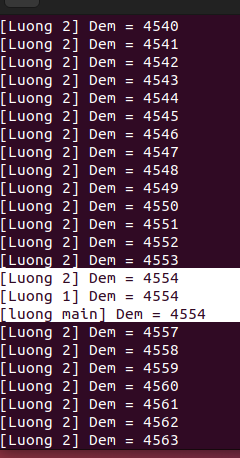 [Luong 2] Dem = 4540
[Luong 2] Dem = 4541
[Luong 2] Dem = 4542
[Luong 2] Dem = 4543
[Luong 2] Dem = 4544
[Luong 2] Dem = 4545
[Luong 2] Dem = 4546
[Luong 2] Dem = 4547
[Luong 2] Dem = 4548
[Luong 2] Dem = 4549
[Luong 2] Dem = 4550
[Luong 2] Dem = 4551
[Luong 2] Dem = 4552
[Luong 2] Dem = 4553
[Luong 2] Dem = 4554
[Luong 1] Dem = 4554
[luong main] Dem = 4554
[Luong 2] Dem = 4557
[Luong 2] Dem = 4558
[Luong 2] Dem = 4559
[Luong 2] Dem = 4560
[Luong 2] Dem = 4561
[Luong 2] Dem = 4562
[Luong 2] Dem = 4563